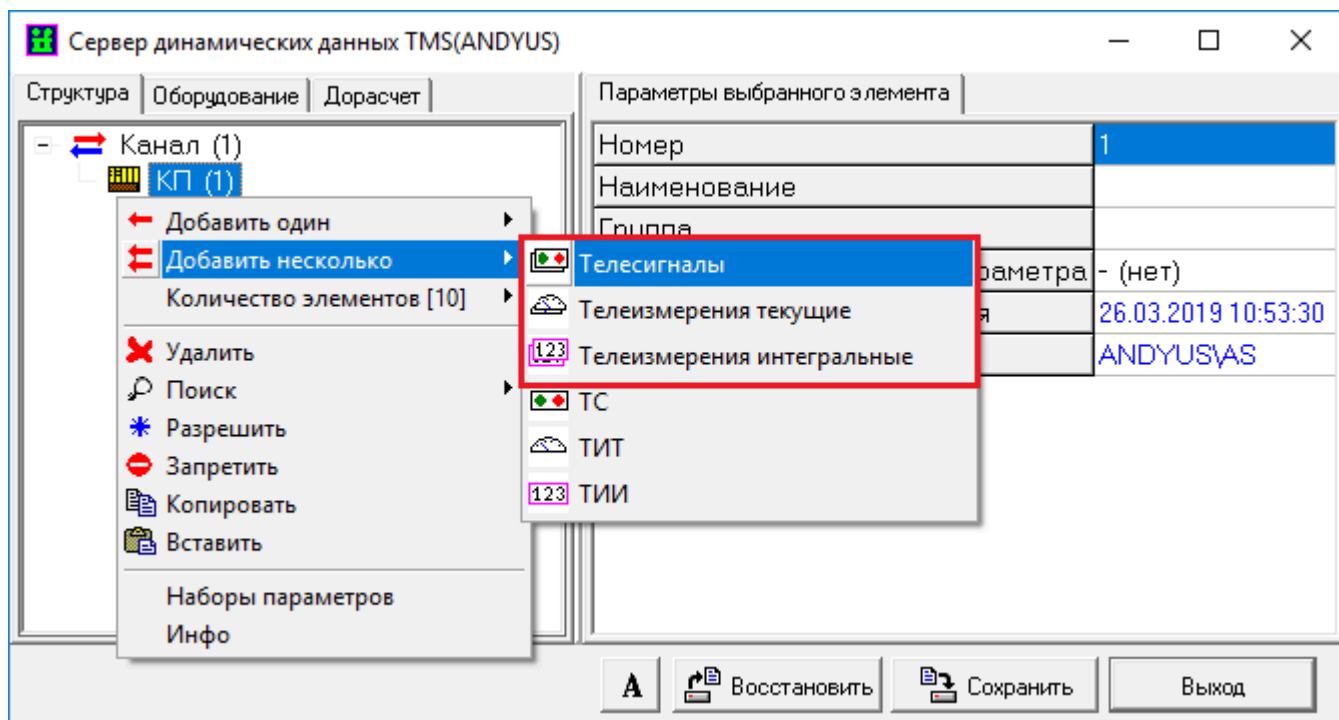 Сервер динамических данных TMS(ANDYUS)
Структура Оборудование Дорасчет
Параметры выбранного элемента
Канал (1)
КП (1)
Номер 1
Наименование
Группа
раметра - (нет)
я 26.03.2019 10:53:30
ANDYUS\AS
Добавить один
Добавить несколько
Количество элементов [10]
Удалить
Поиск
Разрешить
Запретить
Копировать
Вставить
Наборы параметров
Инфо
Телесигналы
Телеизмерения текущие
123 Телеизмерения интегральные
ТС
ТИТ
123 ТИИ
A Восстановить Сохранить Выход